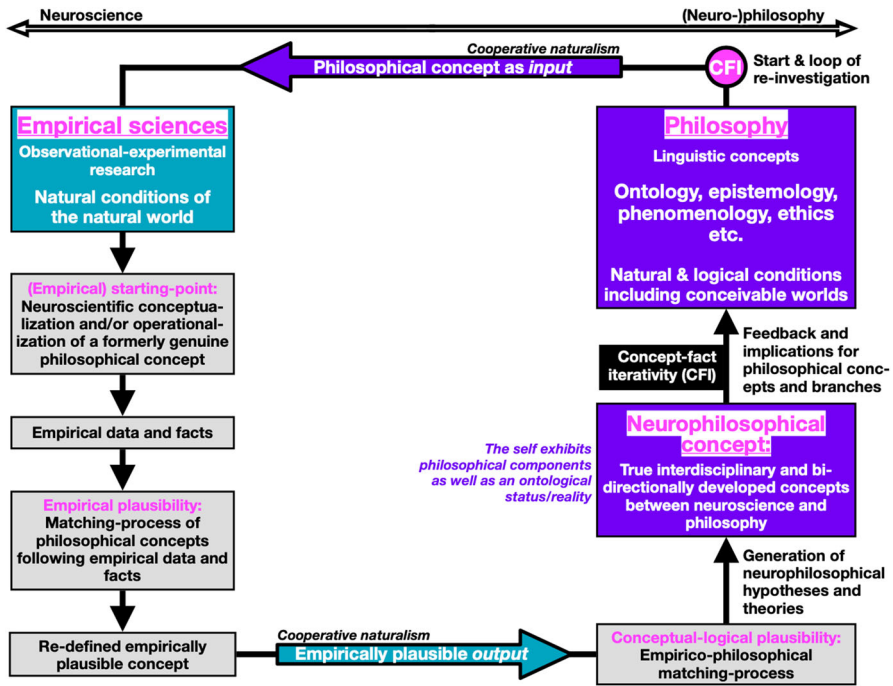 Neuroscience
(Neuro-)philosophy
Cooperative naturalism
Philosophical concept as input
CFI
Start & loop of
re-investigation
Empirical sciences
Observational-experimental
research
Natural conditions of
the natural world
(Empirical) starting-point:
Neuroscientific conceptua-
lization and/or operational-
ization of a formerly genuine
philosophical concept
Empirical data and facts
Empirical plausibility:
Matching-process of
philosophical concepts
following empirical data and
facts
Re-defined empirically
plausible concept
Cooperative naturalism
Empirically plausible output
Conceptual-logical plausibility:
Empirico-philosophical
matching-process
Generation of
neurophilosophical
hypotheses and
theories
Neurophilosophical
concept:
True interdisciplinary and bi-
directionally developed concepts
between neuroscience and
philosophy
The self exhibits
philosophical components
as well as an ontological
status/reality
Concept-fact
iterativity (CFI)
Feedback and
implications for
philosophical conc-
epts and branches
Philosophy
Linguistic concepts
Ontology, epistemology,
phenomenology, ethics
etc.
Natural & logical conditions
including conceivable worlds